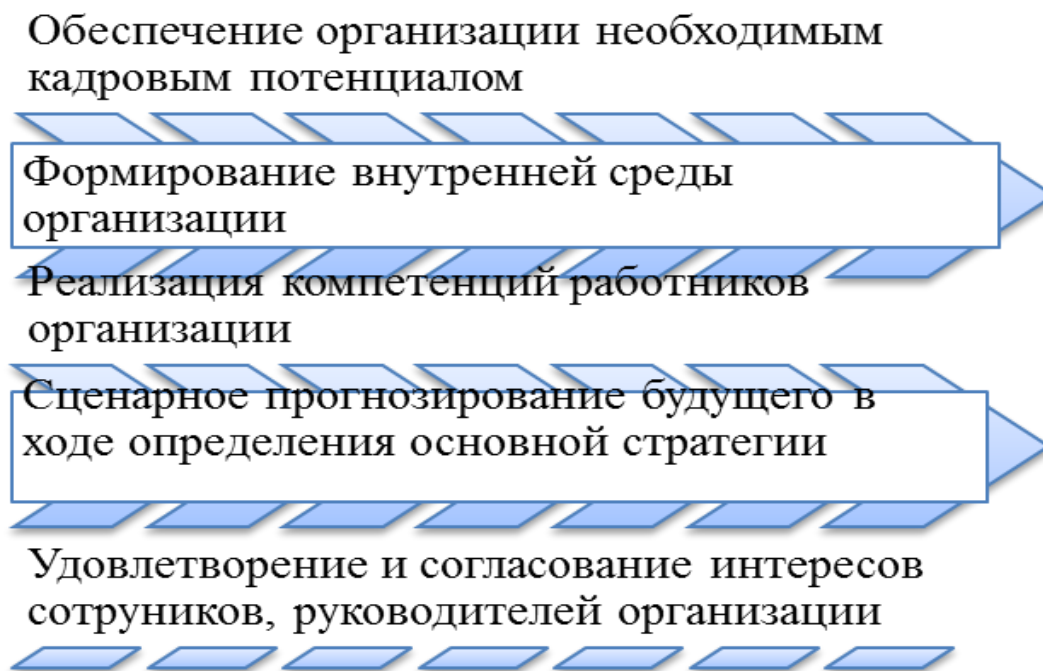 Обеспечение организации необходимым
кадровым потенциалом
Формирование внутренней среды
организации
Реализация компетенций работников
организации
Сценарное прогнозирование будущего в
ходе определения основной стратегии
Удовлетворение и согласование интересов
сотруников, руководителей организации